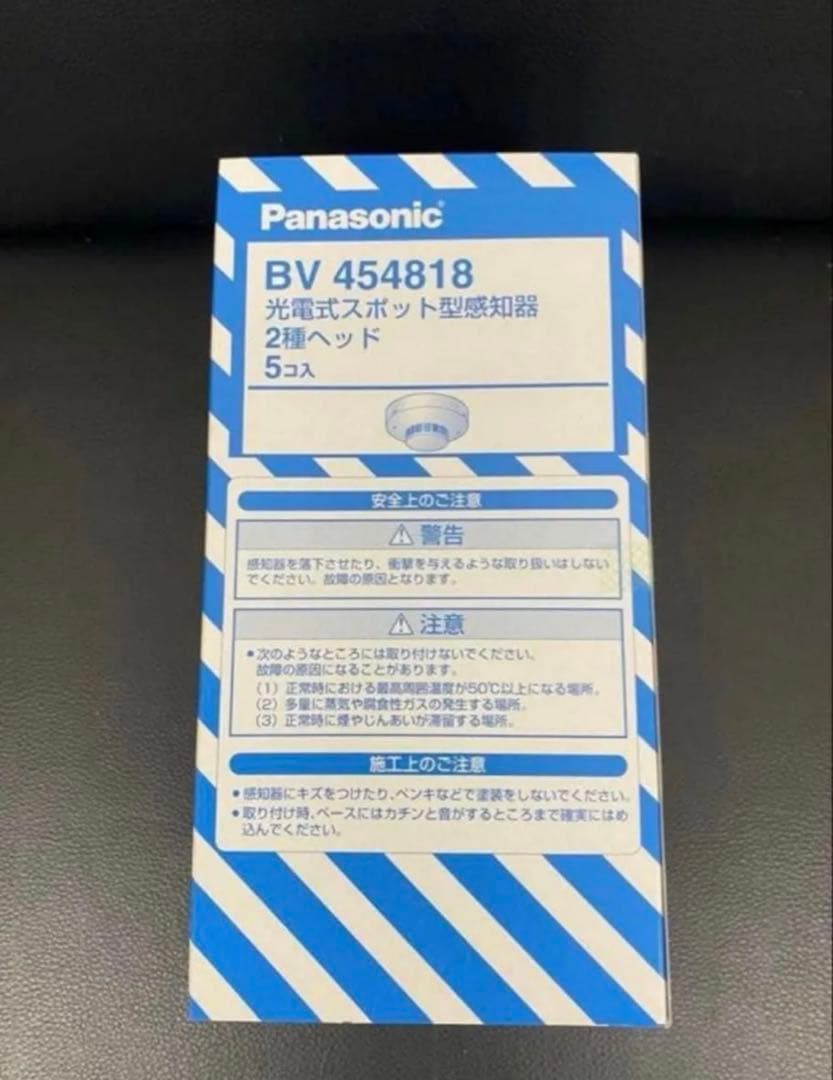 Panasonic®
BV 454818
光電式スポット型感知器
2種ヘッド
5コ入
安全上のご注意
⚠ 警告
感知器を落下させたり、衝撃を与えるような取り扱いはしない
でください。故障の原因となります。
⚠ 注意
●次のようなところには取り付けないでください。
故障の原因になることがあります。
(1) 正常時における最高周囲温度が50℃以上になる場所。
(2) 多量に蒸気や腐食性ガスの発生する場所。
(3) 正常時に煙やじんあいが滞留する場所。
施工上のご注意
●感知器にキズをつけたり、ペンキなどで塗装をしないでください。
●取り付け時、ベースにはカチンと音がするところまで確実にはめ
込んでください。